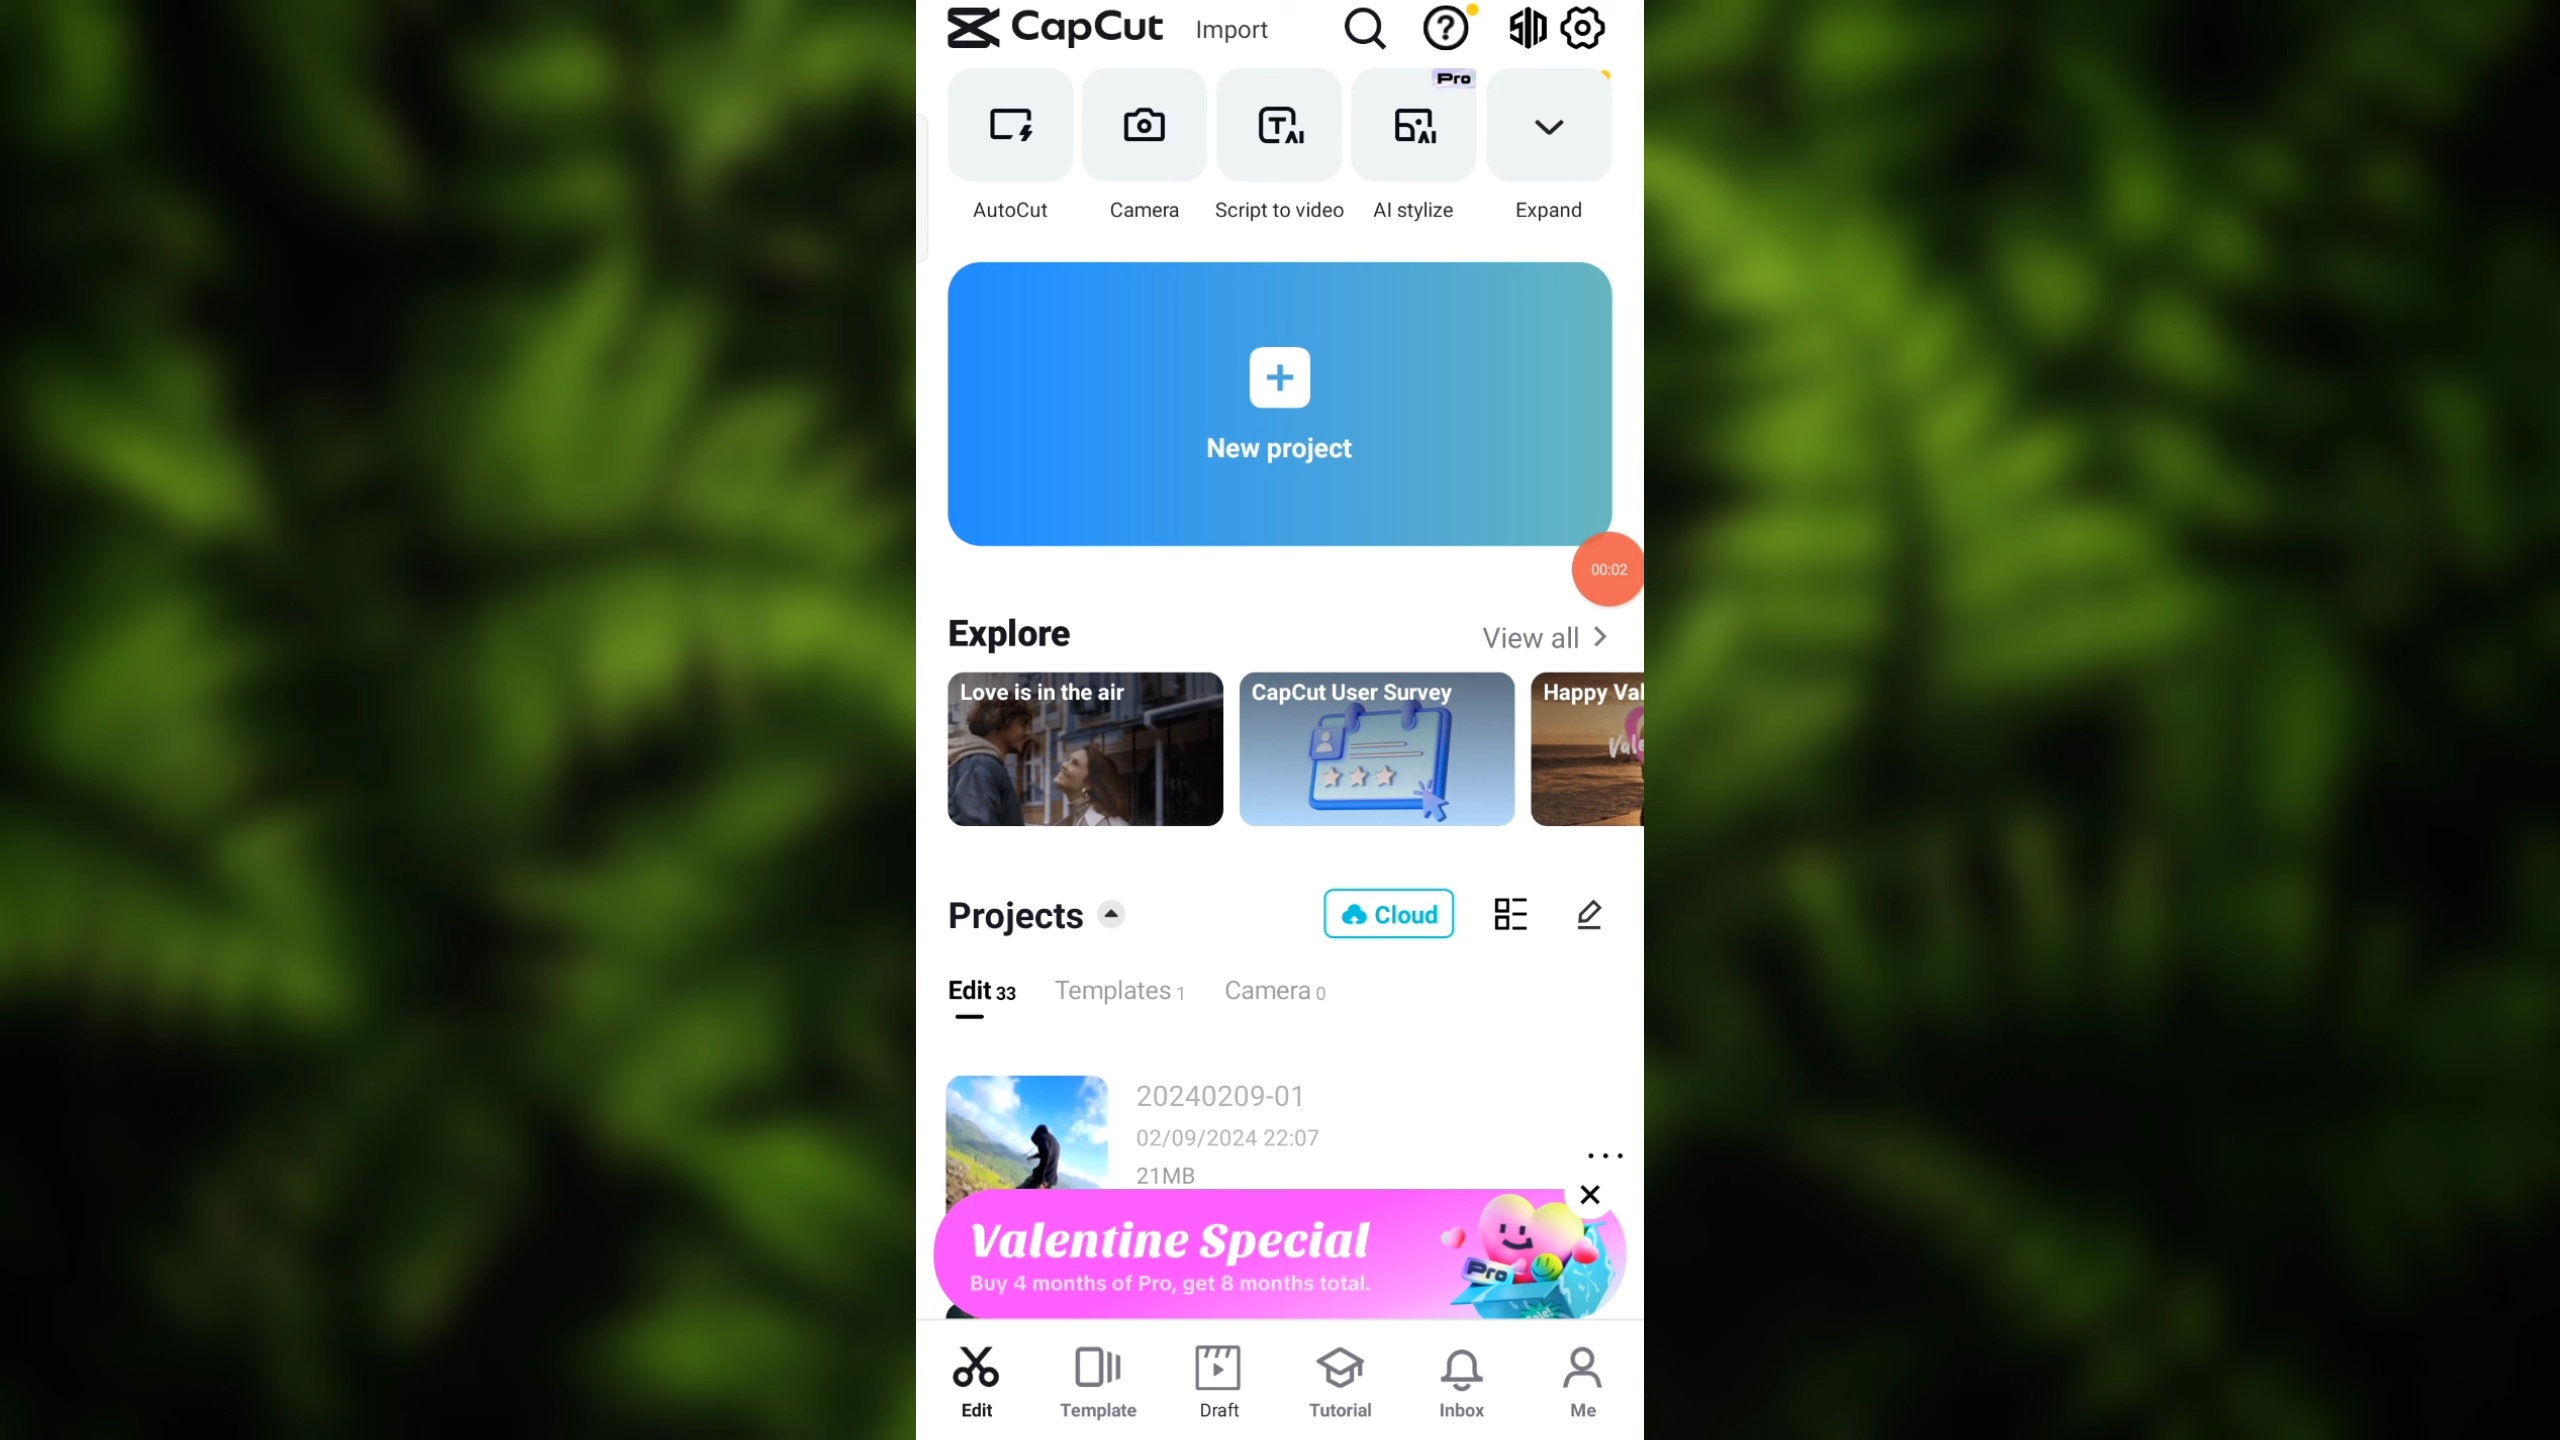 CapCut Import
Pro
AutoCut Camera Script to video AI stylize Expand
New project
00:02
Explore View all
Love is in the air CapCut User Survey Happy Val
Projects Cloud
Edit 33 Templates 1 Camera 0
20240209-01
02/09/2024 22:07
21MB
Valentine Special
Buy 4 months of Pro, get 8 months total.
Pro
Edit Template Draft Tutorial Inbox Me